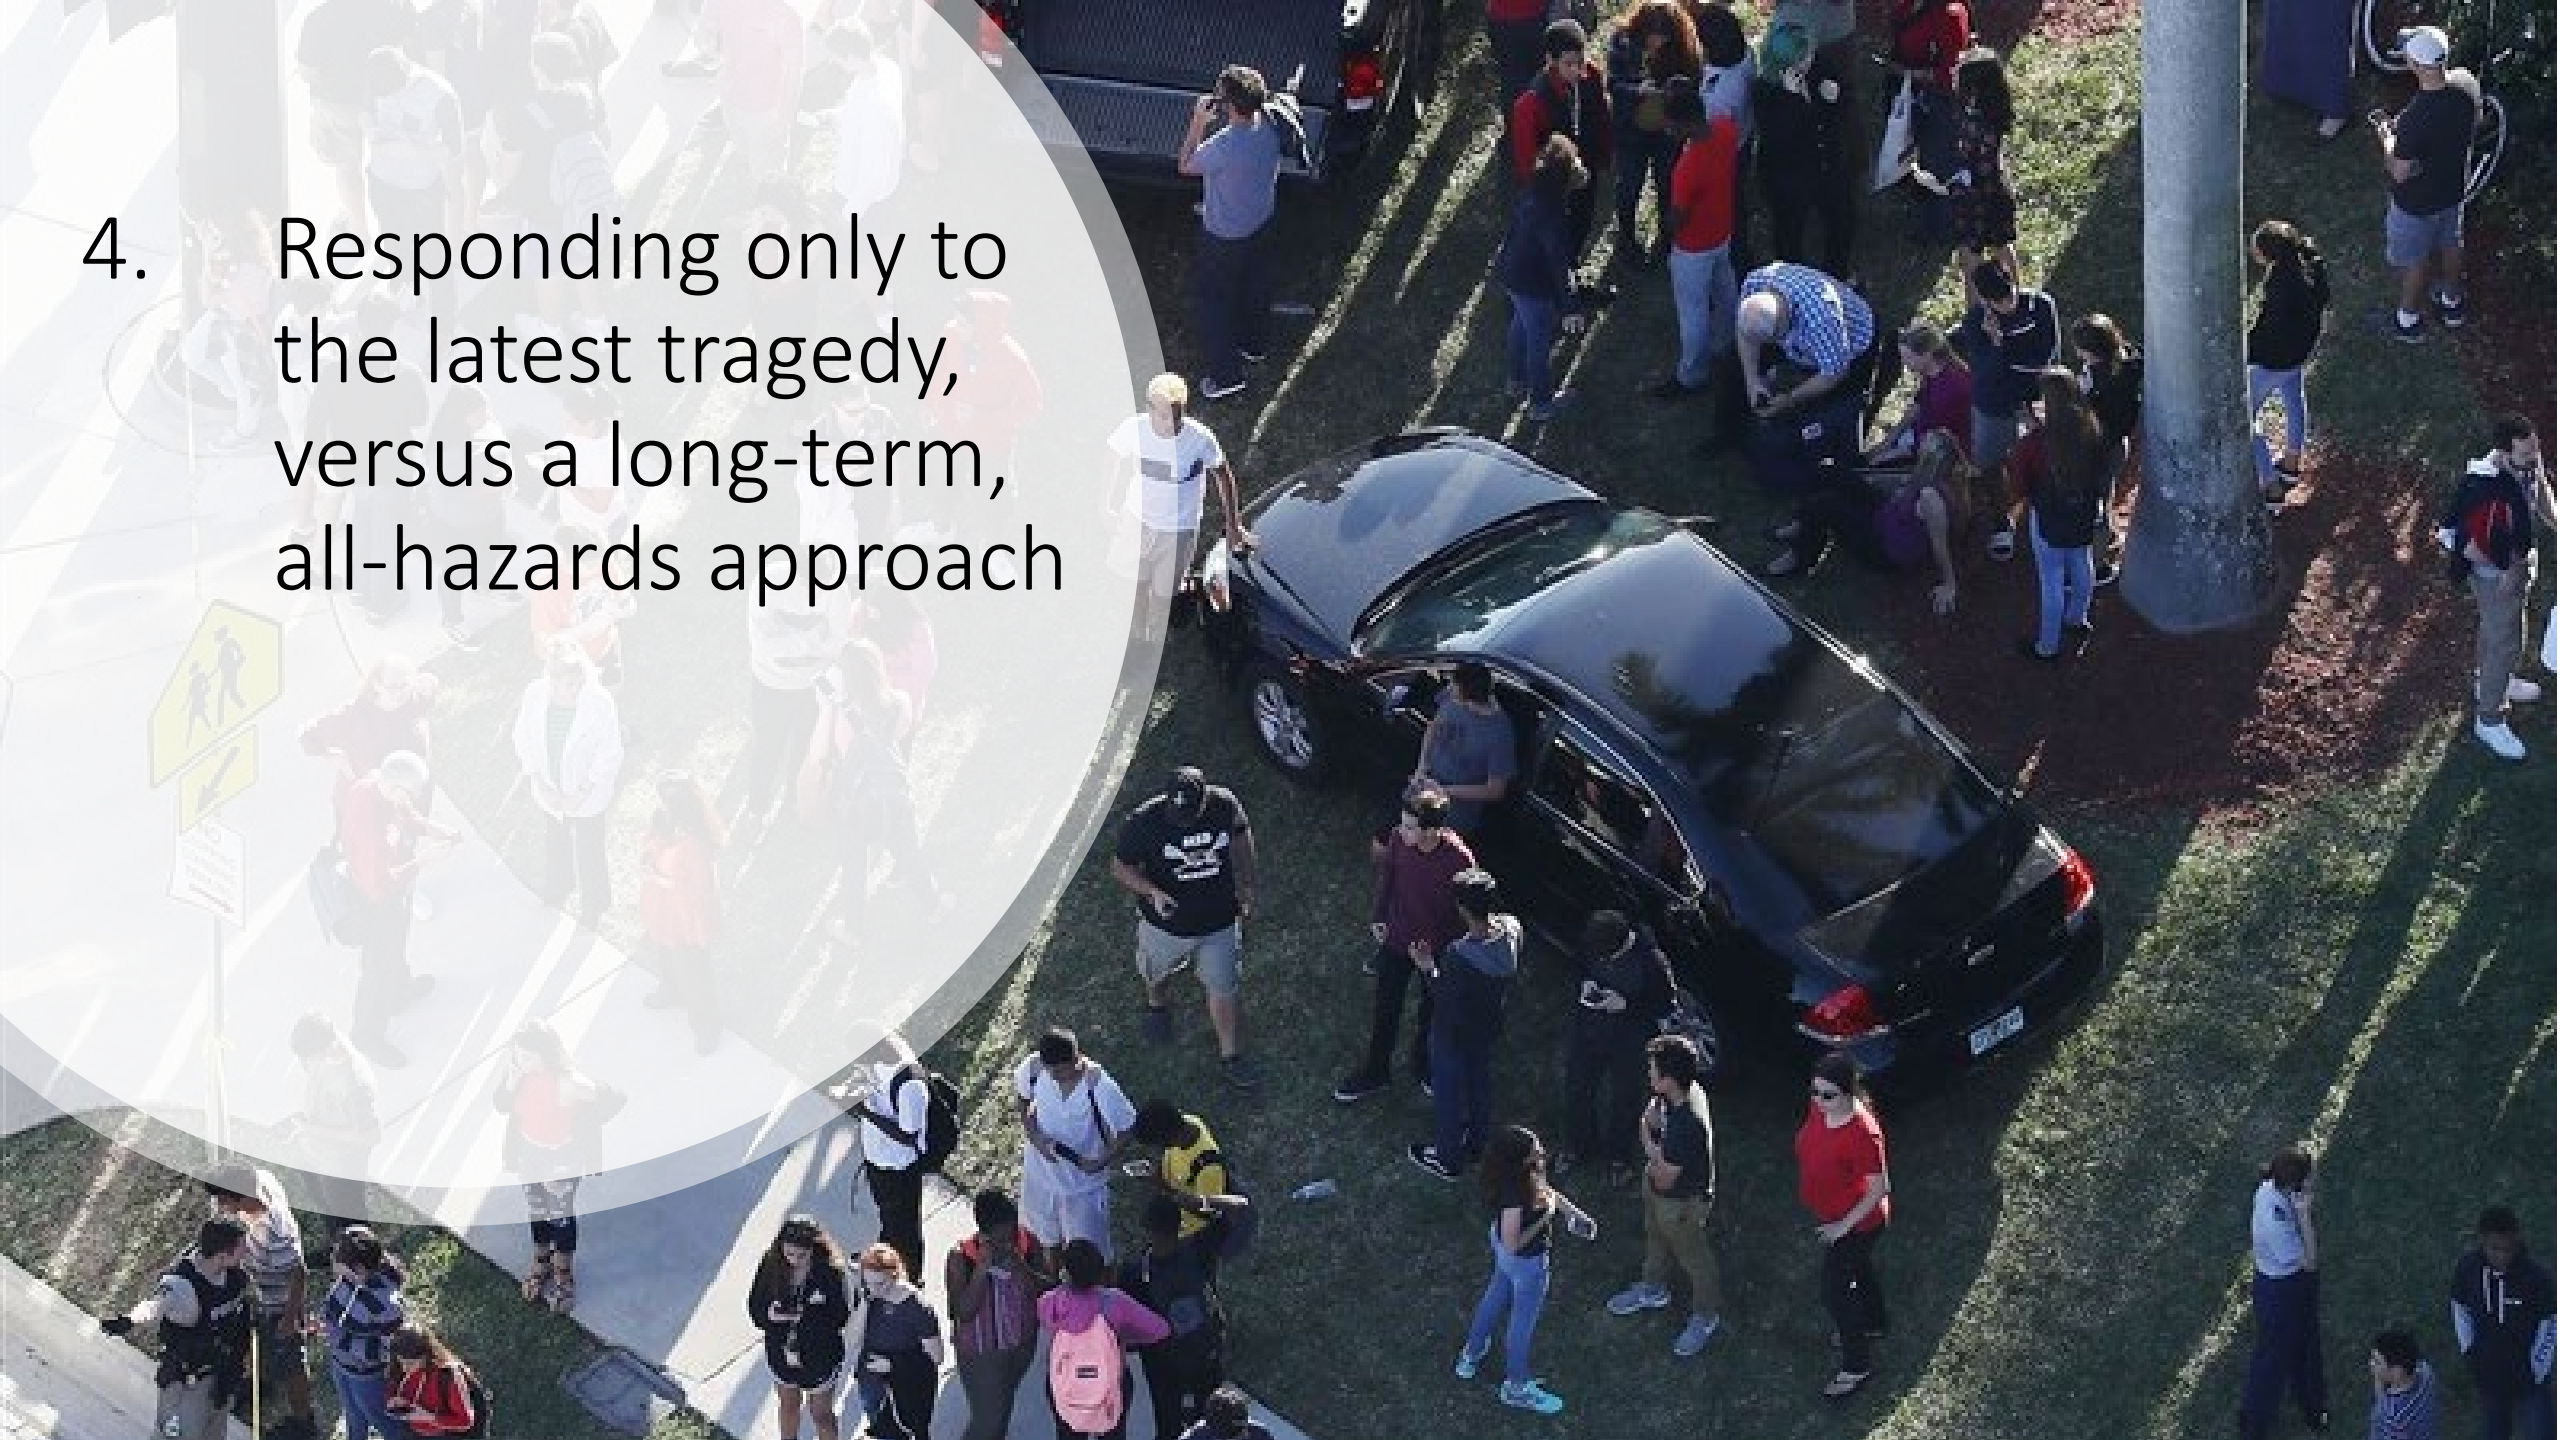 4. Responding only to
the latest tragedy,
versus a long-term,
all-hazards approach